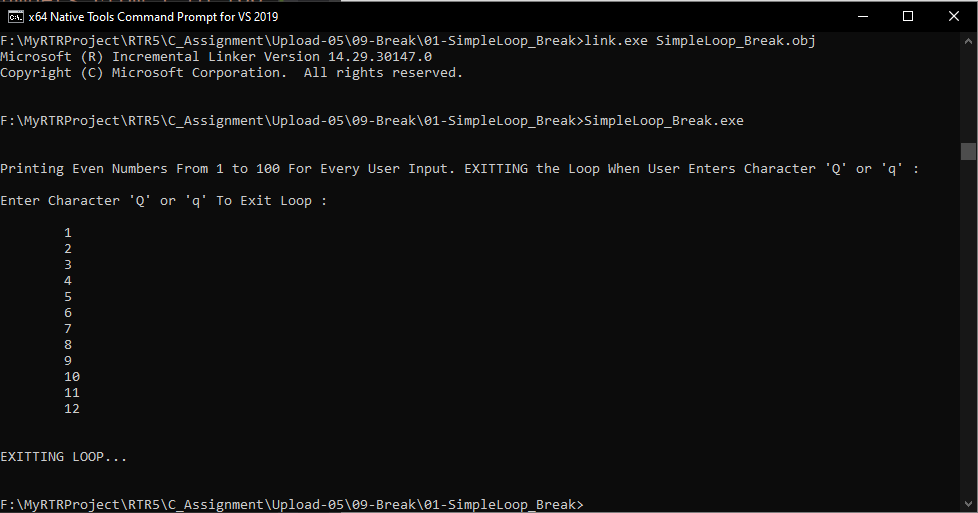 x64 Native Tools Command Prompt for VS 2019
F:\MyRTRProject\RTR5\C_Assignment\Upload-05\09-Break\01-SimpleLoop_Break>link.exe SimpleLoop_Break.obj
Microsoft (R) Incremental Linker Version 14.29.30147.0
Copyright (C) Microsoft Corporation.  All rights reserved.
F:\MyRTRProject\RTR5\C_Assignment\Upload-05\09-Break\01-SimpleLoop_Break>SimpleLoop_Break.exe
Printing Even Numbers From 1 to 100 For Every User Input. EXITTING the Loop When User Enters Character 'Q' or 'q' :
Enter Character 'Q' or 'q' To Exit Loop :
1
2
3
4
5
6
7
8
9
10
11
12
EXITTING LOOP...
F:\MyRTRProject\RTR5\C_Assignment\Upload-05\09-Break\01-SimpleLoop_Break>